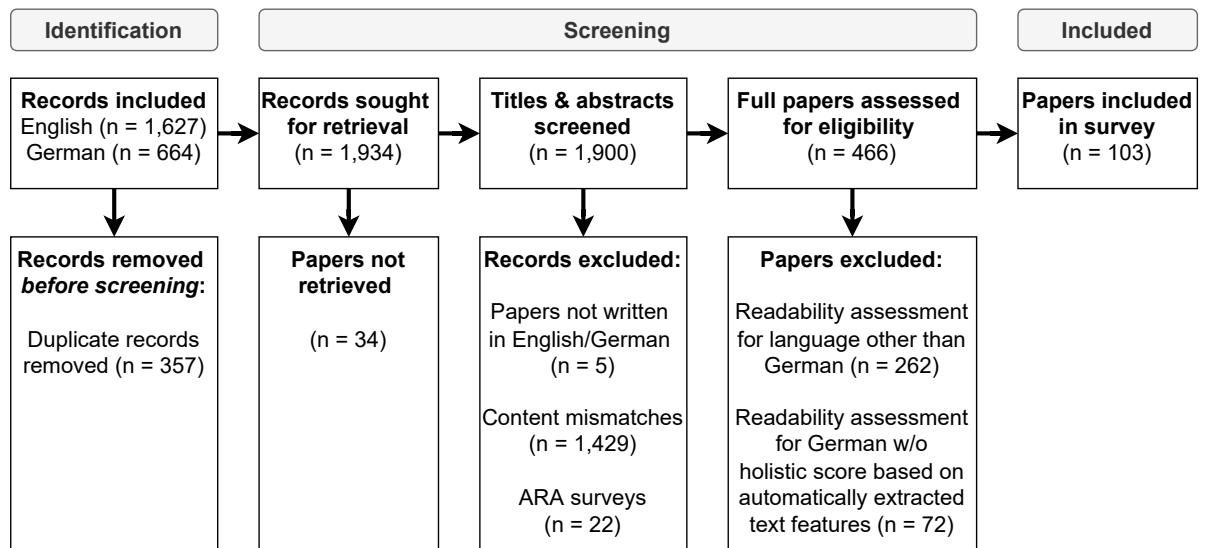 Identification
Screening
Included
Records included
English (n = 1,627)
German (n = 664)
Records sought
for retrieval
(n = 1,934)
Titles & abstracts
screened
(n = 1,900)
Full papers assessed
for eligibility
(n = 466)
Papers included
in survey
(n = 103)
Records removed
before screening:
Duplicate records
removed (n = 357)
Papers not
retrieved
(n = 34)
Records excluded:
Papers not written
in English/German
(n = 5)
Content mismatches
(n = 1,429)
ARA surveys
(n = 22)
Papers excluded:
Readability assessment
for language other than
German (n = 262)
Readability assessment
for German w/o
holistic score based on
automatically extracted
text features (n = 72)